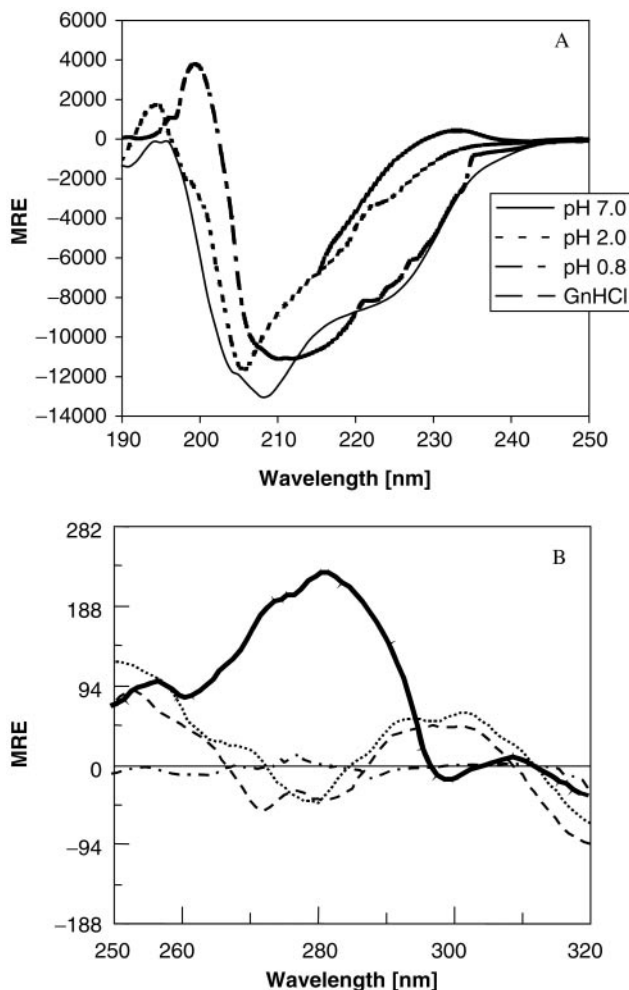 A
6000
4000
2000
0
−2000
−4000
−6000
−8000
−10000
−12000
−14000
MRE
190 200 210 220 230 240 250
Wavelength [nm]
pH 7.0
pH 2.0
pH 0.8
GnHCl
B
282
188
94
0
−94
−188
MRE
250 260 280 300 320
Wavelength [nm]